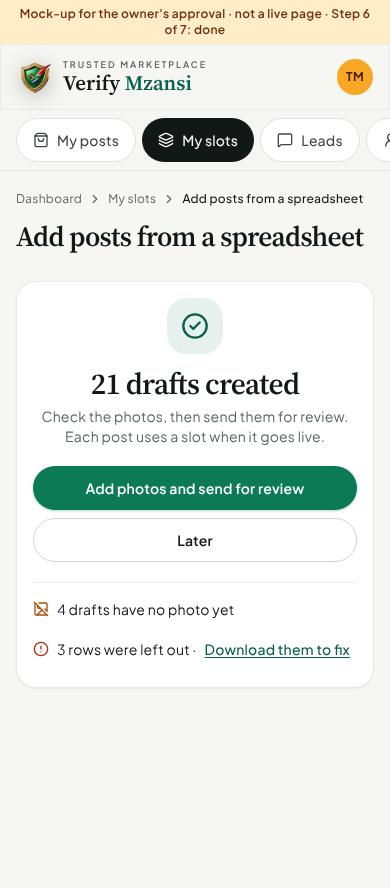 Mock-up for the owner's approval · not a live page · Step 6
of 7: done
TRUSTED MARKETPLACE
Verify Mzansi
TM
My posts
My slots
Leads
Dashboard > My slots > Add posts from a spreadsheet
Add posts from a spreadsheet
21 drafts created
Check the photos, then send them for review.
Each post uses a slot when it goes live.
Add photos and send for review
Later
4 drafts have no photo yet
3 rows were left out · Download them to fix